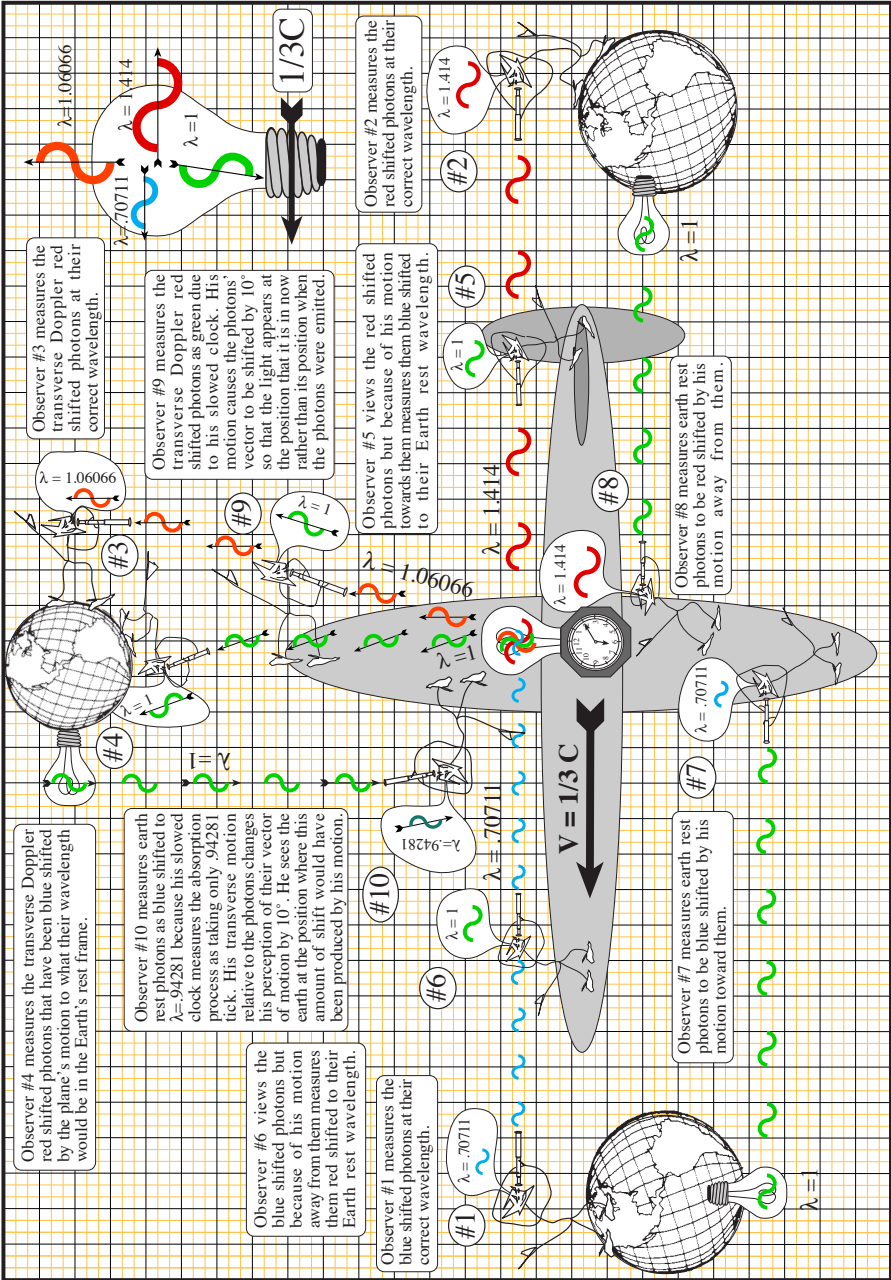 Observer #4 measures the transverse Doppler
red shifted photons that have been blue shifted
by the plane's motion to what their wavelength
would be in the Earth's rest frame.
#4
λ=1
λ=1
Observer #3 measures the
transverse Doppler red
shifted photons at their
correct wavelength.
λ = 1.06066
#3
λ=1.06066
λ = 1.414
λ=.70711
λ=1
1/3C
Observer #10 measures earth
rest photons as blue shifted to
λ=.94281 because his slowed
clock measures the absorption
process as taking only .94281
tick. His transverse motion
relative to the photons changes
his perception of their vector
of motion by 10°. He sees the
earth at the position where this
amount of shift would have
been produced by his motion.
λ=.94281
#10
Observer #9 measures the
transverse Doppler red
shifted photons as green due
to his slowed clock. His
motion causes the photons'
vector to be shifted by 10°
so that the light appears at
the position that it is in now
rather than its position when
the photons were emitted.
#9
λ=1
λ = 1.06066
λ=1
Observer #6 views the
blue shifted photons but
because of his motion
away from them measures
them red shifted to their
Earth rest wavelength.
#6
λ=1
λ = .70711
Observer #5 views the red shifted
photons but because of his motion
towards them measures them blue shifted
to their Earth rest wavelength.
#5
λ=1
λ = 1.414
Observer #1 measures the
blue shifted photons at their
correct wavelength.
#1
λ = .70711
Observer #2 measures the
red shifted photons at their
correct wavelength.
#2
λ = 1.414
V = 1/3 C
λ = 1.414
#8
λ = .70711
#7
Observer #7 measures earth rest
photons to be blue shifted by his
motion toward them.
Observer #8 measures earth rest
photons to be red shifted by his
motion away from them.
λ=1
λ=1